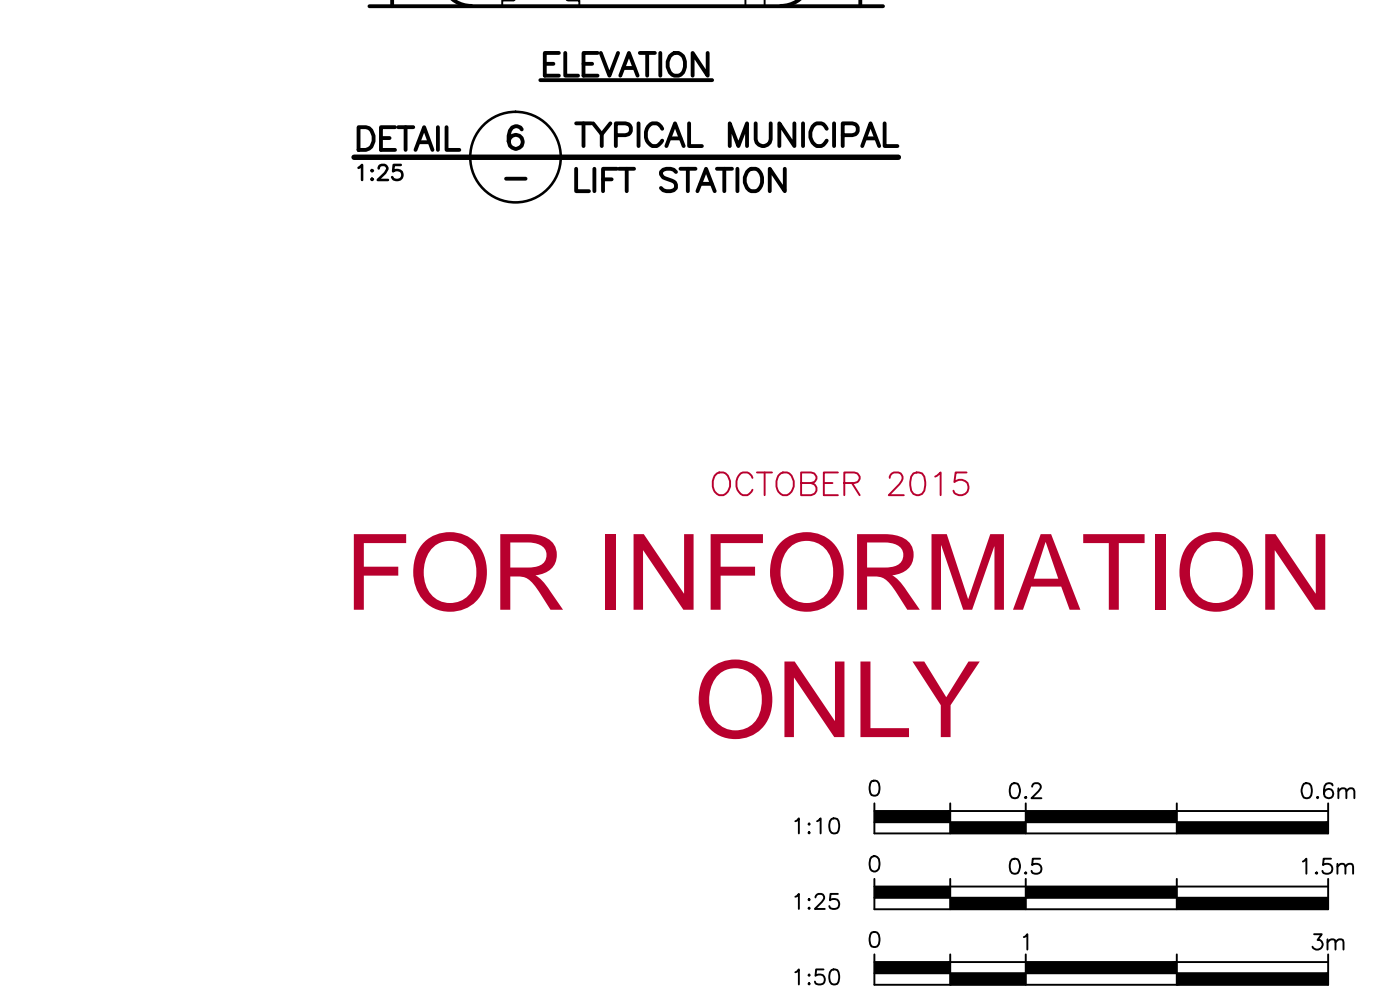 ELEVATION
DETAIL 6 TYPICAL MUNICIPAL
1:25 – LIFT STATION
OCTOBER 2015
FOR INFORMATION
ONLY
0 0.2 0.6m
1:10
0 0.5 1.5m
1:25
0 1 3m
1:50